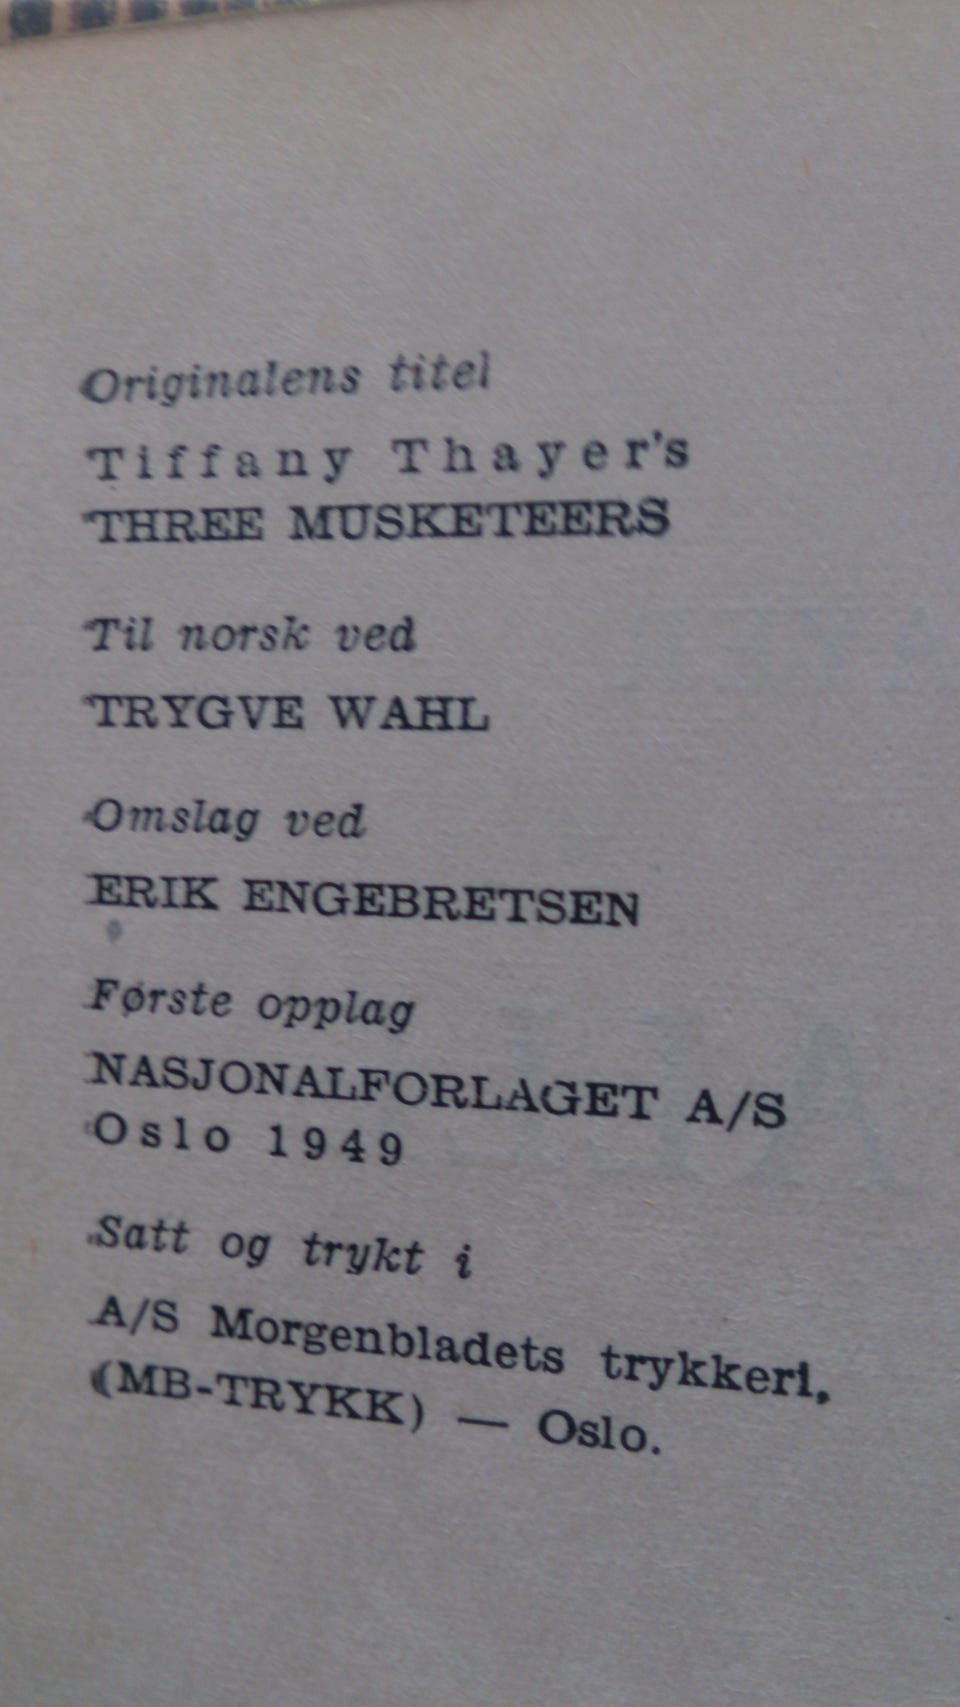 Originalens titel
Tiffany Thayer's
THREE MUSKETEERS
Til norsk ved
TRYGVE WAHL
Omslag ved
ERIK ENGEBRETSEN
Første opplag
NASJONALFORLAGET A/S
Oslo 1949
Satt og trykt i
A/S Morgenbladets trykkeri,
(MB-TRYKK) — Oslo.